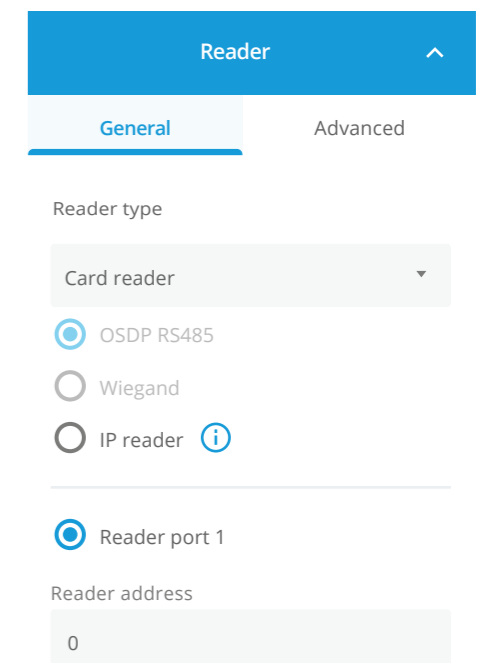 Reader
General Advanced
Reader type
Card reader
OSDP RS485
Wiegand
IP reader
Reader port 1
Reader address
0